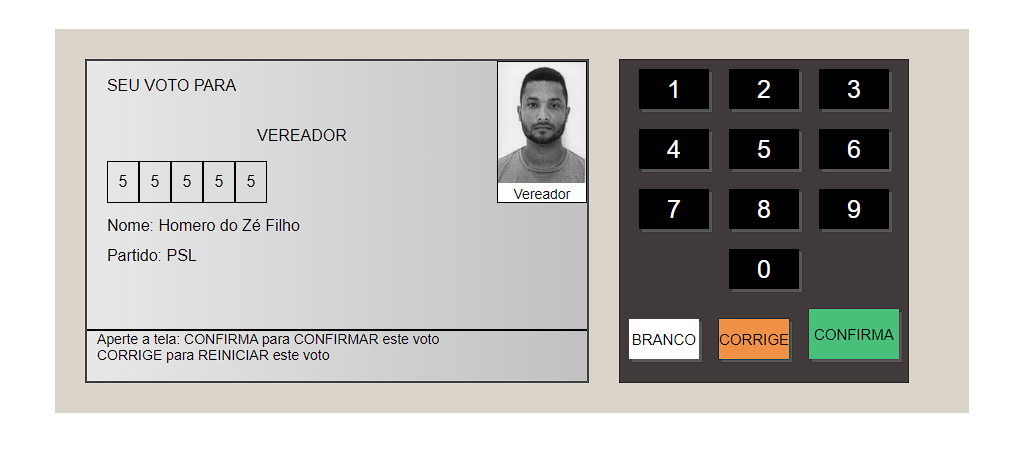 SEU VOTO PARA
VEREADOR
5 5 5 5 5
Nome: Homero do Zé Filho
Partido: PSL
Vereador
Aperte a tela: CONFIRMA para CONFIRMAR este voto
CORRIGE para REINICIAR este voto
1 2 3
4 5 6
7 8 9
0
BRANCO CORRIGE CONFIRMA